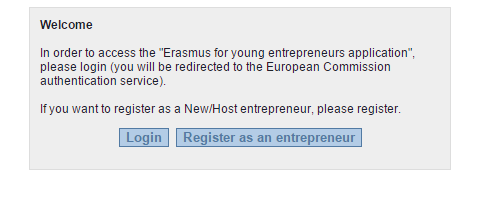 Welcome
In order to access the "Erasmus for young entrepreneurs application",
please login (you will be redirected to the European Commission
authentication service).
If you want to register as a New/Host entrepreneur, please register.
Login Register as an entrepreneur